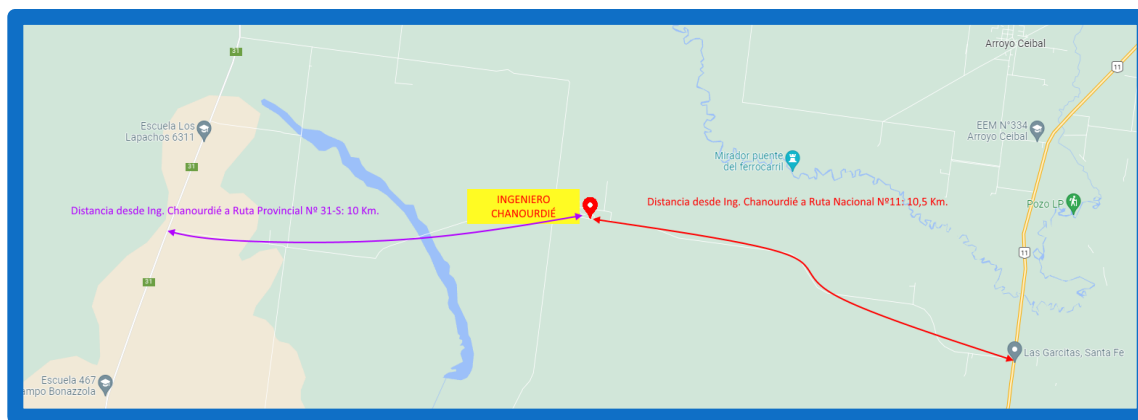 Arroyo Ceibal
31
11
Escuela Los
Lapachos 6311
EEM N°334
Arroyo Ceibal
Mirador puente
del ferrocarril
31
INGENIERO
CHANOURDIÉ
Distancia desde Ing. Chanourdié a Ruta Provincial Nº 31-S: 10 Km.
Distancia desde Ing. Chanourdié a Ruta Nacional Nº11: 10,5 Km.
Pozo LP
11
31
Las Garcitas, Santa Fe
Escuela 467
ampo Bonazzola